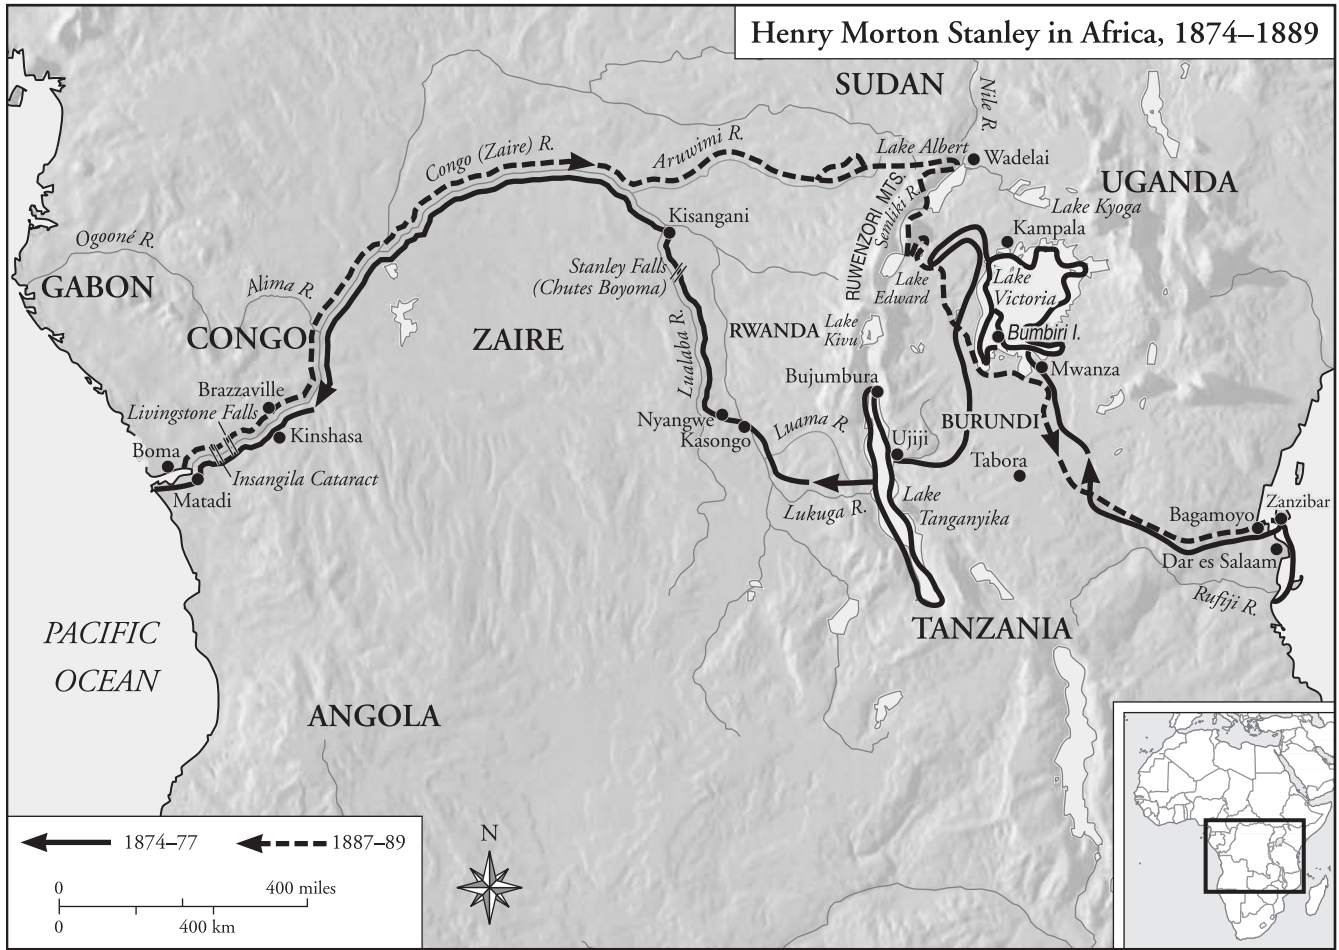 Henry Morton Stanley in Africa, 1874–1889
SUDAN
Nile R.
Congo (Zaire) R.
Aruwimi R.
Lake Albert
Wadelai
UGANDA
RUWENZORI MTS.
Semliki R.
Lake Kyoga
Kisangani
Kampala
Ogooné R.
GABON
Alima R.
Stanley Falls
(Chutes Boyoma)
Lake
Edward
Lake
Victoria
CONGO
ZAIRE
Lualaba R.
RWANDA
Lake
Kivu
Bumbiri I.
Mwanza
Bujumbura
Brazzaville
Livingstone Falls
Nyangwe
Kasongo
Luama R.
BURUNDI
Ujiji
Tabora
Boma
Kinshasa
Insangila Cataract
Matadi
Lukuga R.
Lake
Tanganyika
Bagamoyo
Zanzibar
Dar es Salaam
Rufiji R.
PACIFIC
OCEAN
TANZANIA
ANGOLA
1874–77
1887–89
0
400 miles
0
400 km
N